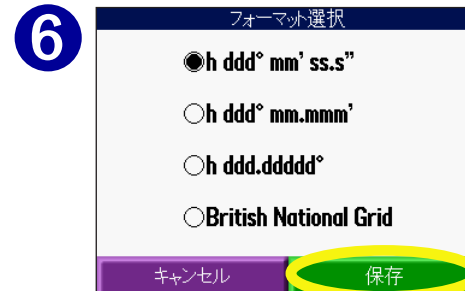 6
フォーマット選択
h ddd° mm' ss.s”
h ddd° mm.mmm'
h ddd.ddddd°
British National Grid
キャンセル 保存